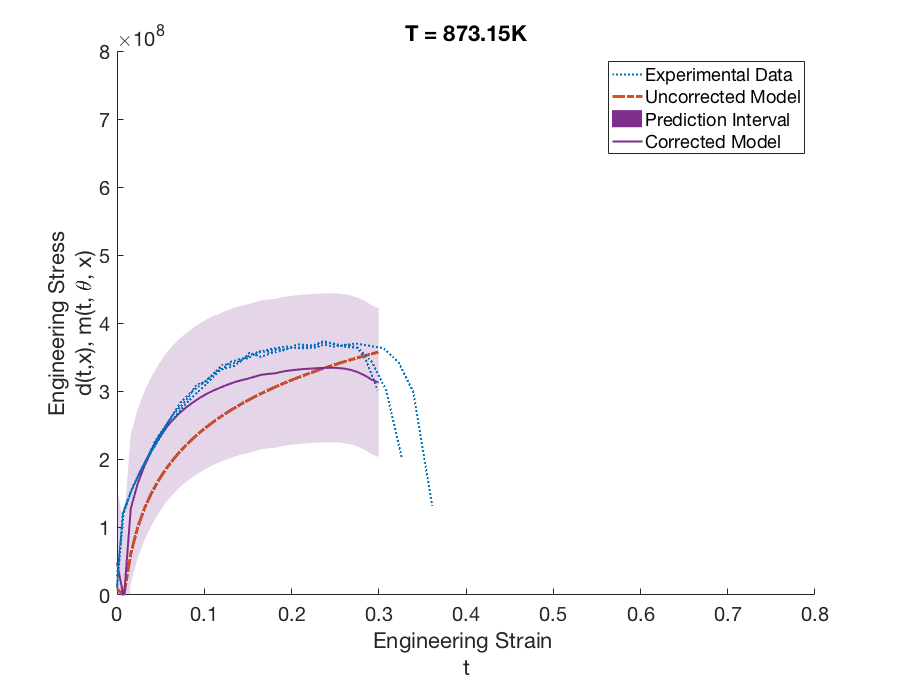 T = 873.15K
×10⁸
8
7
6
5
4
3
2
1
0
Engineering Stress
d(t,x), m(t, θ, x)
Experimental Data
Uncorrected Model
Prediction Interval
Corrected Model
0 0.1 0.2 0.3 0.4 0.5 0.6 0.7 0.8
Engineering Strain
t